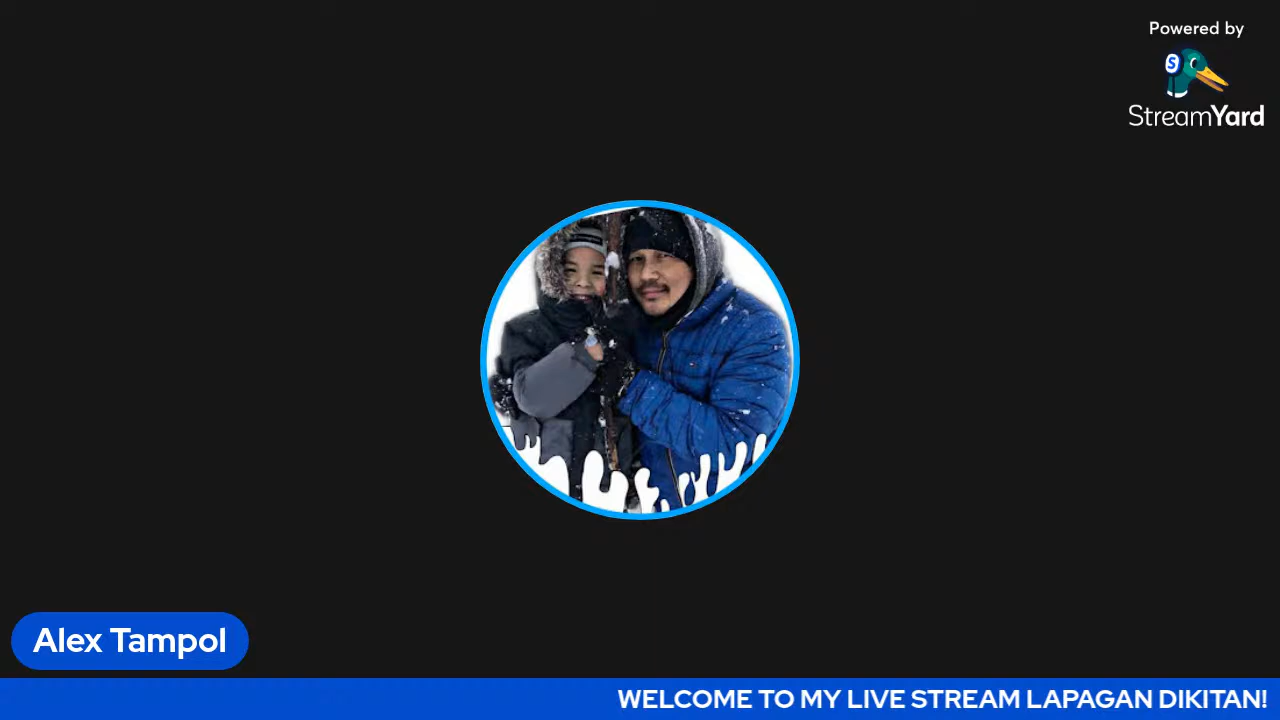 Powered by
S
StreamYard
Alex Tampol
WELCOME TO MY LIVE STREAM LAPAGAN DIKITAN!